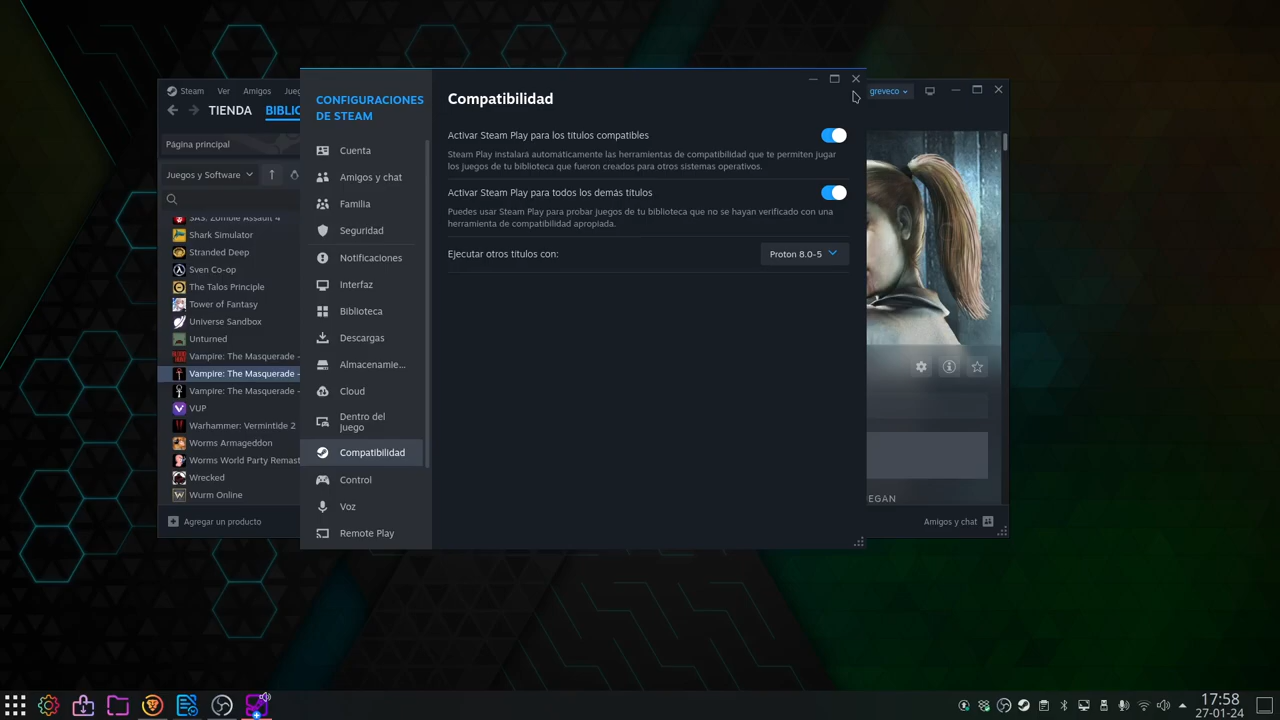 Steam
Ver
Amigos
Jueg
TIENDA
BIBLIO
Página principal
Juegos y Software
SAS: Zombie Assault 4
Shark Simulator
Stranded Deep
Sven Co-op
The Talos Principle
Tower of Fantasy
Universe Sandbox
Unturned
Vampire: The Masquerade -
Vampire: The Masquerade -
Vampire: The Masquerade -
VUP
Warhammer: Vermintide 2
Worms Armageddon
Worms World Party Remast
Wrecked
Wurm Online
Agregar un producto
CONFIGURACIONES
DE STEAM
Cuenta
Amigos y chat
Familia
Seguridad
Notificaciones
Interfaz
Biblioteca
Descargas
Almacenamie...
Cloud
Dentro del
Juego
Compatibilidad
Control
Voz
Remote Play
Compatibilidad
Activar Steam Play para los títulos compatibles
Steam Play instalará automáticamente las herramientas de compatibilidad que te permiten jugar
los juegos de tu biblioteca que fueron creados para otros sistemas operativos.
Activar Steam Play para todos los demás títulos
Puedes usar Steam Play para probar juegos de tu biblioteca que no se hayan verificado con una
herramienta de compatibilidad apropiada.
Ejecutar otros títulos con:
Proton 8.0-5
greveco
EGAN
Amigos y chat
17:58
27-01-24